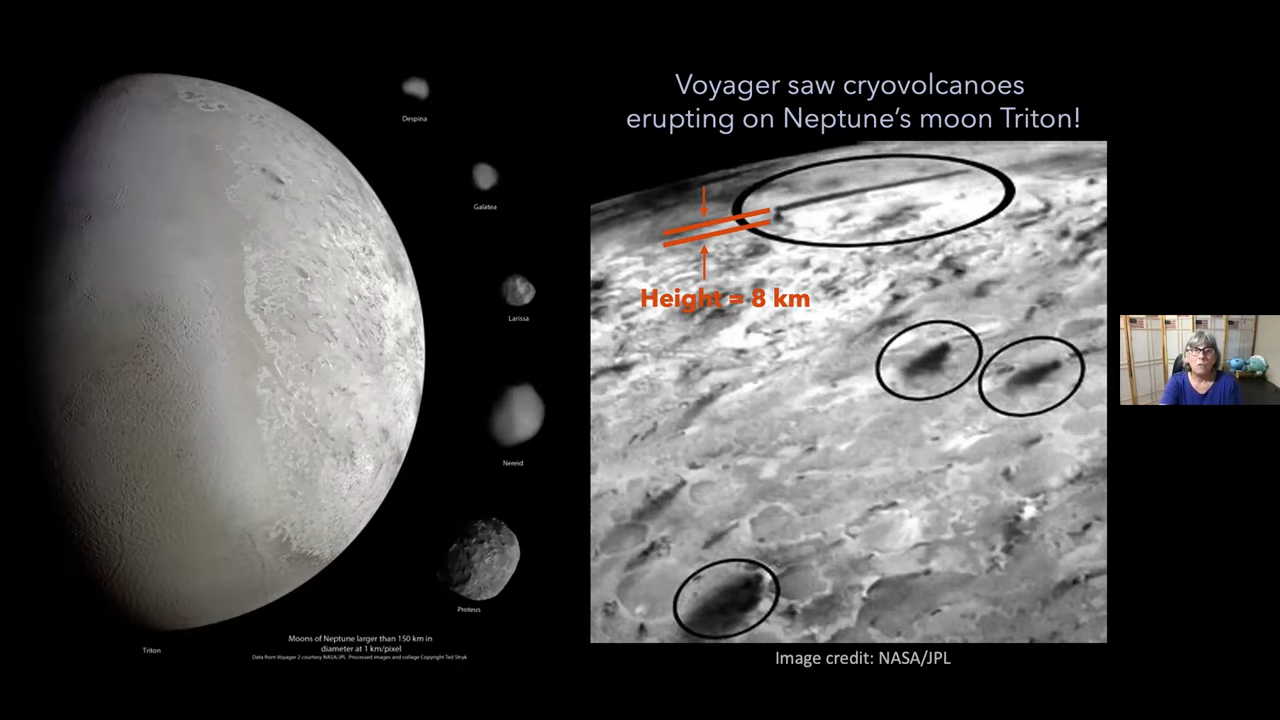 Voyager saw cryovolcanoes
erupting on Neptune's moon Triton!
Despina
Galatea
Larissa
Nereid
Proteus
Triton
Moons of Neptune larger than 150 km in
diameter at 1 km/pixel
Data from Voyager 2 courtesy NASA/JPL. Processed images and collage Copyright Ted Stryk
Height = 8 km
Image credit: NASA/JPL